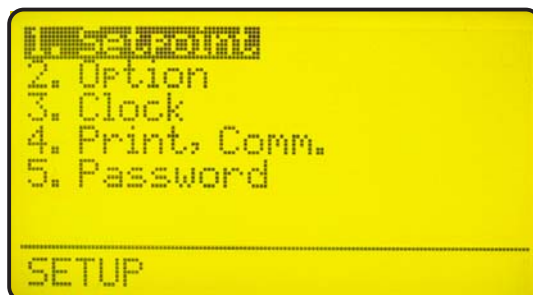 1. Setpoint
2. Option
3. Clock
4. Print, Comm.
5. Password
SETUP